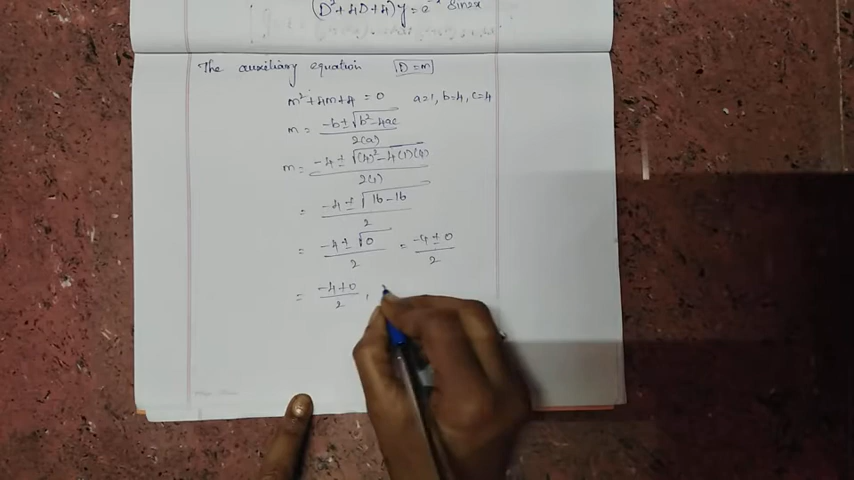 (D²+4D+4)y = e⁻ˣ sin2x
The auxiliary equation D=m
m²+4m+4=0 a=1, b=4, c=4
m = -b±√b²-4ac / 2(a)
m = -4±√(4)²-4(1)(4) / 2(1)
= -4±√16-16 / 2
= -4±√0 / 2 = -4±0 / 2
= -4+0 / 2 ,